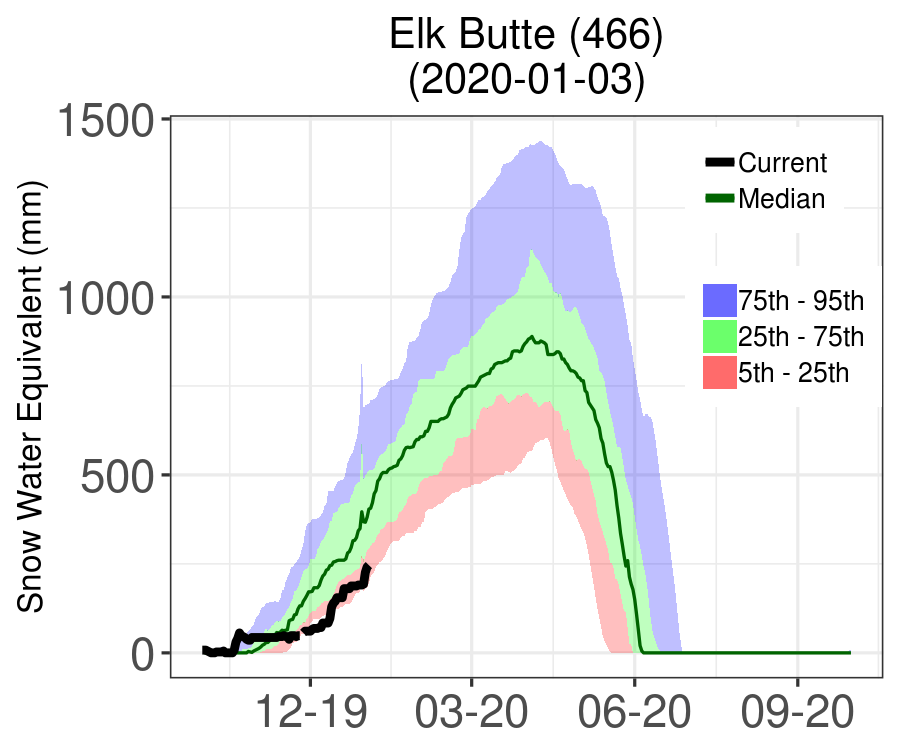 Elk Butte (466)
(2020-01-03)
Snow Water Equivalent (mm)
1500
1000
500
0
12-19
03-20
06-20
09-20
Current
Median
75th - 95th
25th - 75th
5th - 25th